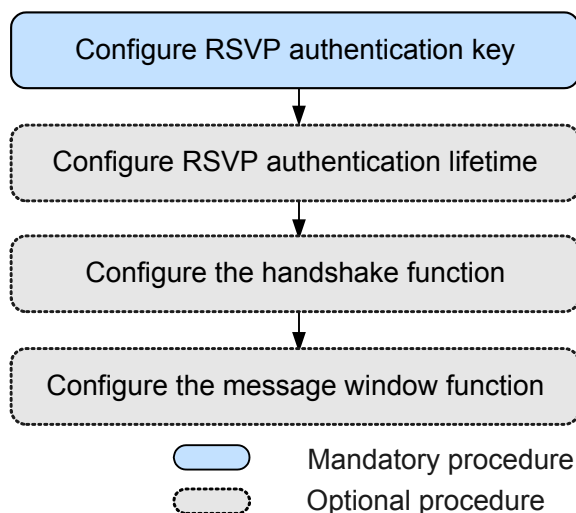 Configure RSVP authentication key
Configure RSVP authentication lifetime
Configure the handshake function
Configure the message window function
Mandatory procedure
Optional procedure